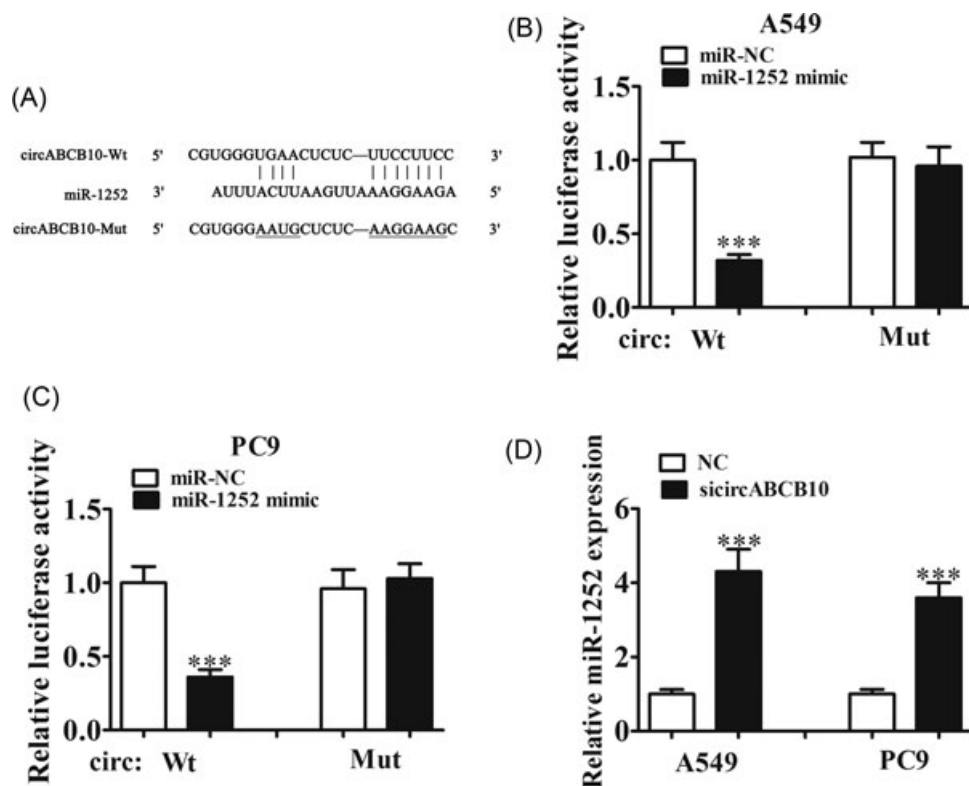 (A)
circABCB10-Wt 5' CGUGGGUGAACUCUC—UUCCUUCC 3'
miR-1252 3' AUUUACUUAAGUUAAAGGAAGA 5'
circABCB10-Mut 5' CGUGGGAAUGCUCUC—AAGGAAGC 3'
(B)
A549
miR-NC
miR-1252 mimic
Relative luciferase activity
1.5
1.0
0.5
0.0
***
circ: Wt Mut
(C)
PC9
miR-NC
miR-1252 mimic
Relative luciferase activity
1.5
1.0
0.5
0.0
***
circ: Wt Mut
(D)
NC
sicircABCB10
Relative miR-1252 expression
6
4
2
0
*** ***
A549 PC9